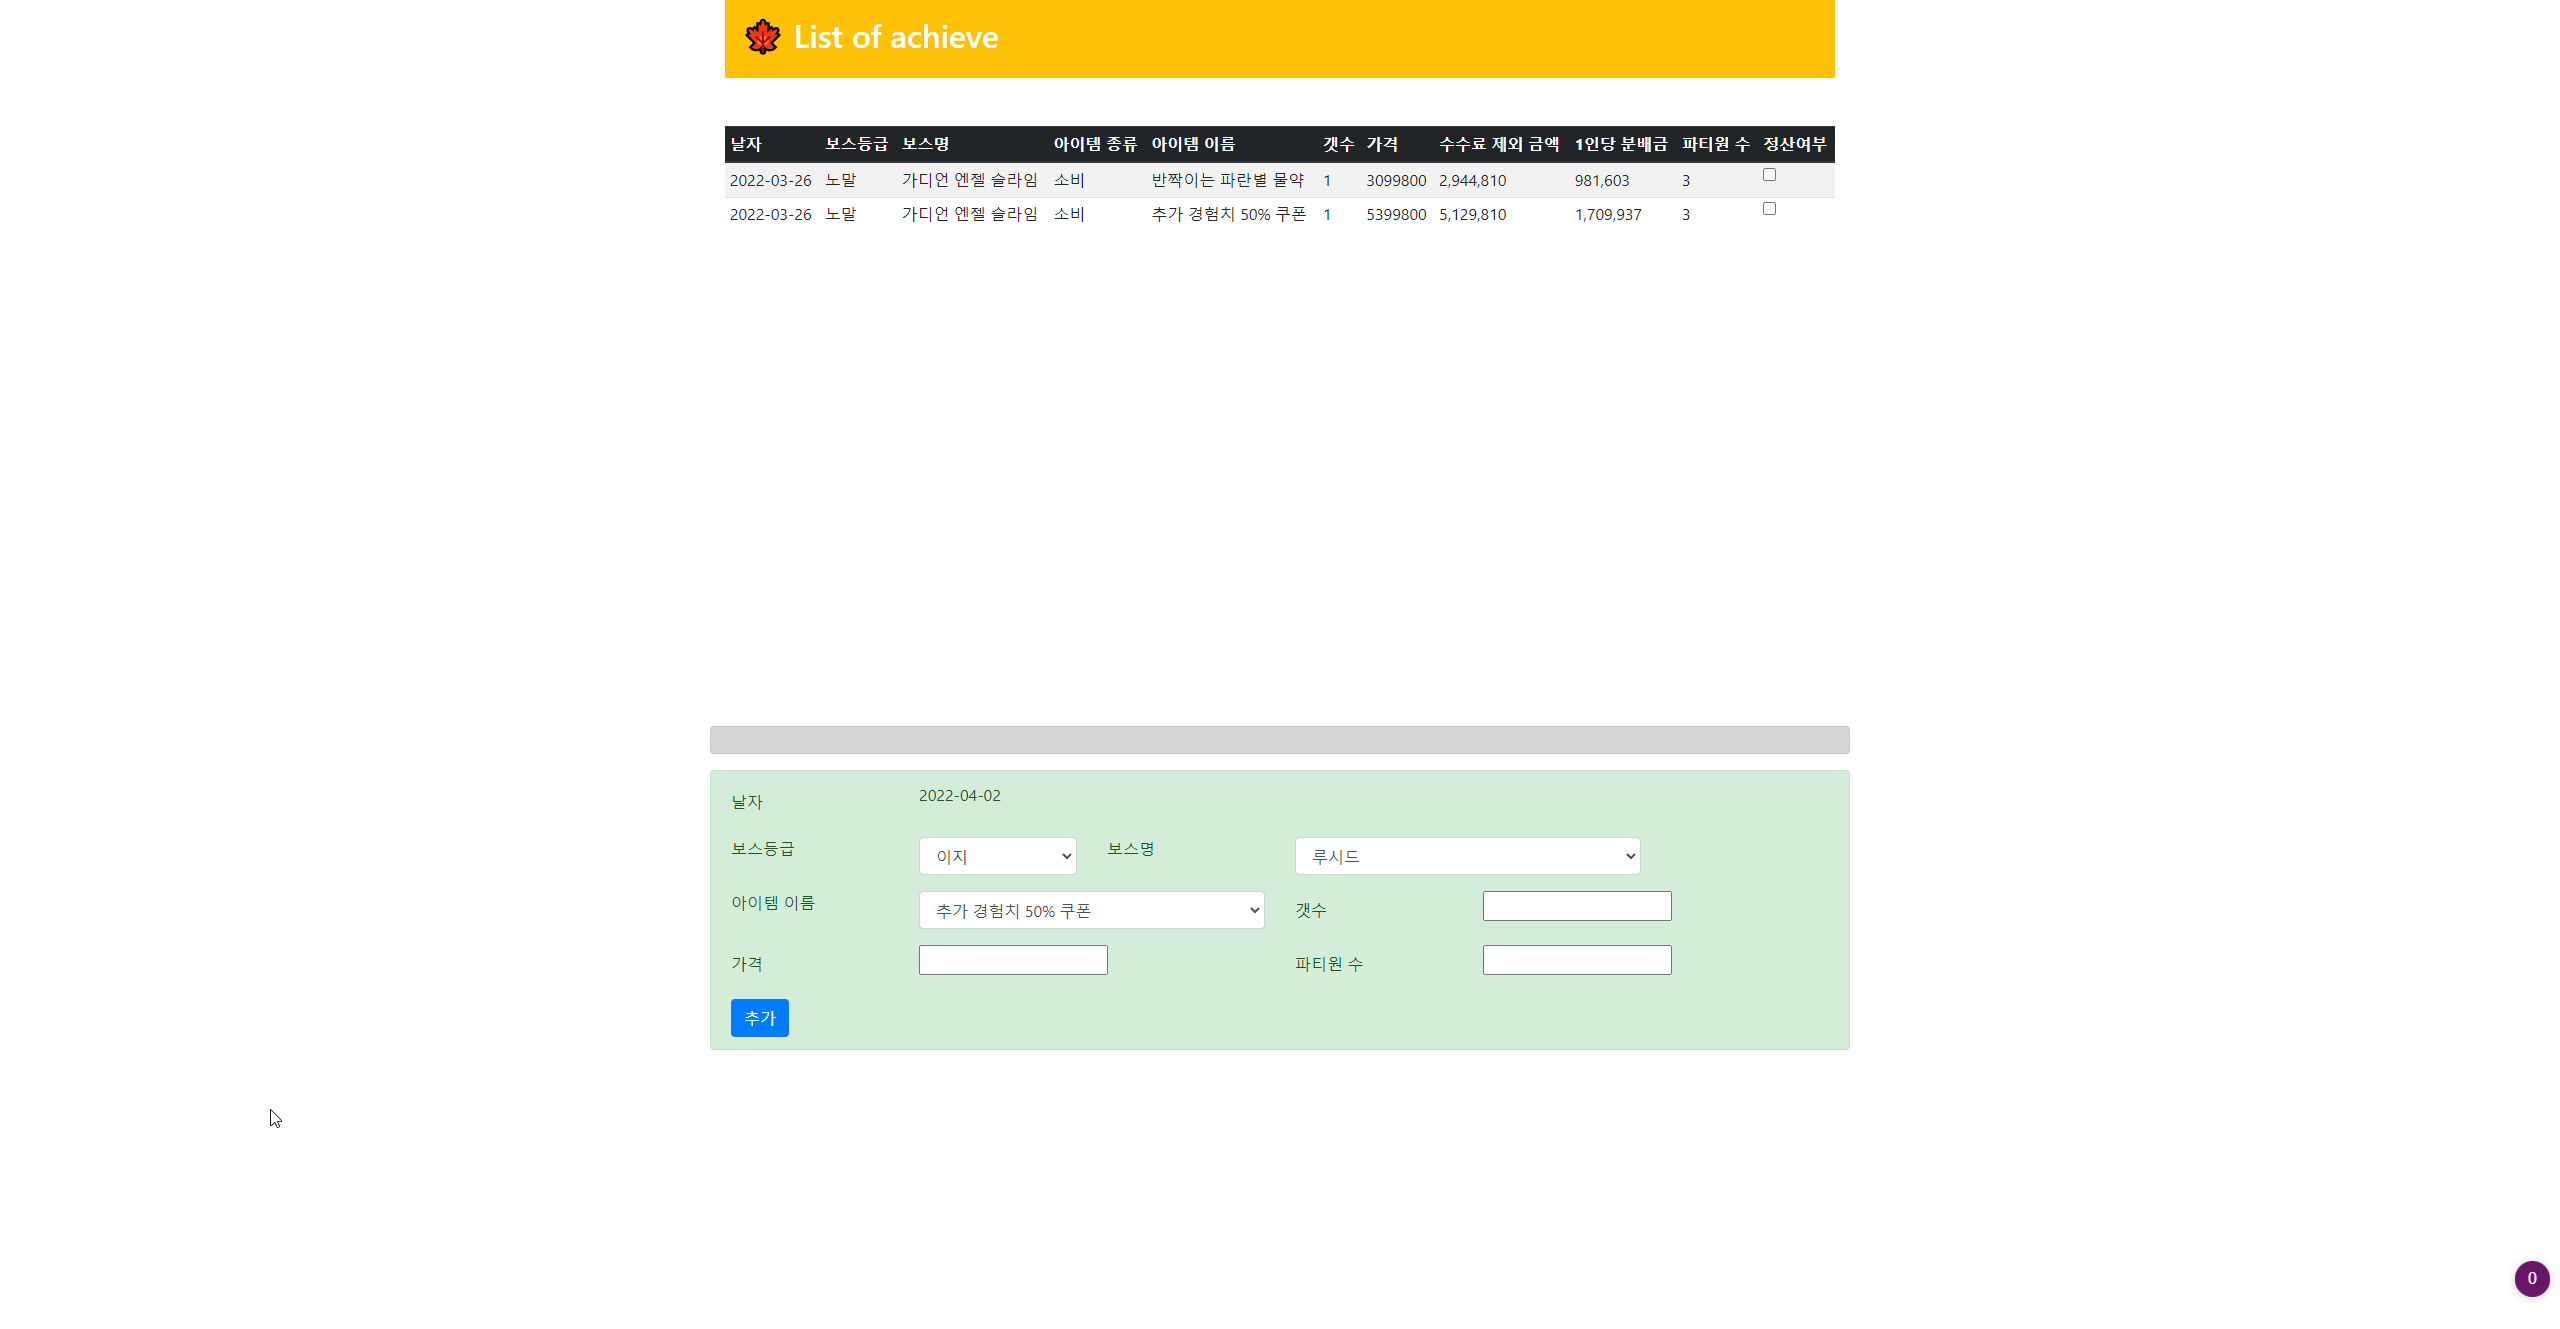 List of achieve
날자 보스등급 보스명 아이템 종류 아이템 이름 갯수 가격 수수료 제외 금액 1인당 분배금 파티원 수 정산여부
2022-03-26 노말 가디언 엔젤 슬라임 소비 반짝이는 파란별 물약 1 3099800 2,944,810 981,603 3
2022-03-26 노말 가디언 엔젤 슬라임 소비 추가 경험치 50% 쿠폰 1 5399800 5,129,810 1,709,937 3
날자 2022-04-02
보스등급 이지 보스명 루시드
아이템 이름 추가 경험치 50% 쿠폰 갯수
가격 파티원 수
추가
0